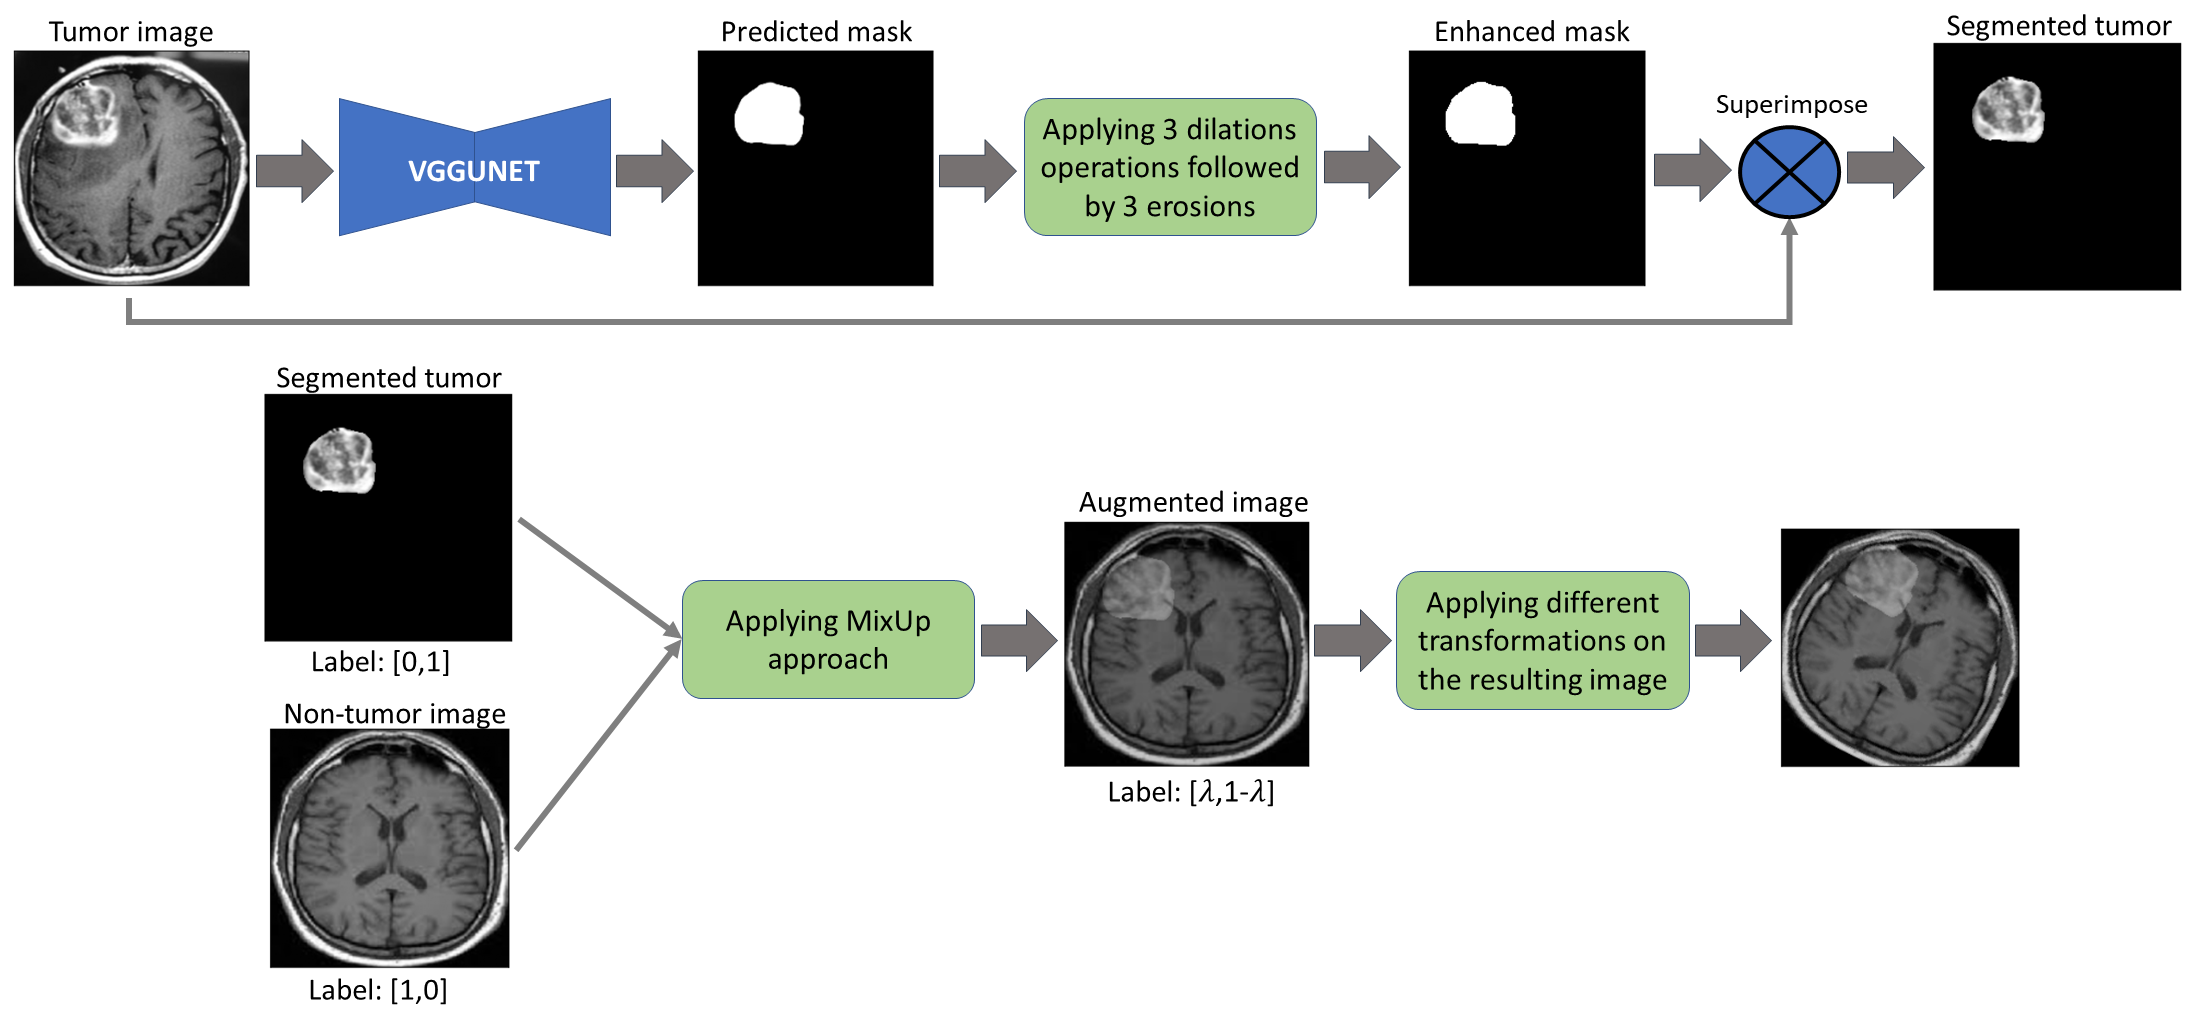 Tumor image
Predicted mask
Enhanced mask
Segmented tumor
VGGUNET
Applying 3 dilations
operations followed
by 3 erosions
Superimpose
Segmented tumor
Label: [0,1]
Non-tumor image
Label: [1,0]
Applying MixUp
approach
Augmented image
Label: [λ,1-λ]
Applying different
transformations on
the resulting image